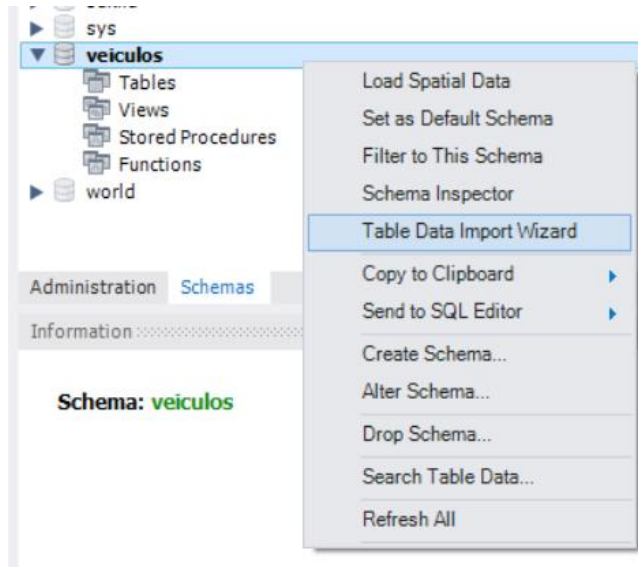 sys
veiculos
Tables
Views
Stored Procedures
Functions
world
Administration Schemas
Information
Schema: veiculos
Load Spatial Data
Set as Default Schema
Filter to This Schema
Schema Inspector
Table Data Import Wizard
Copy to Clipboard
Send to SQL Editor
Create Schema...
Alter Schema...
Drop Schema...
Search Table Data...
Refresh All